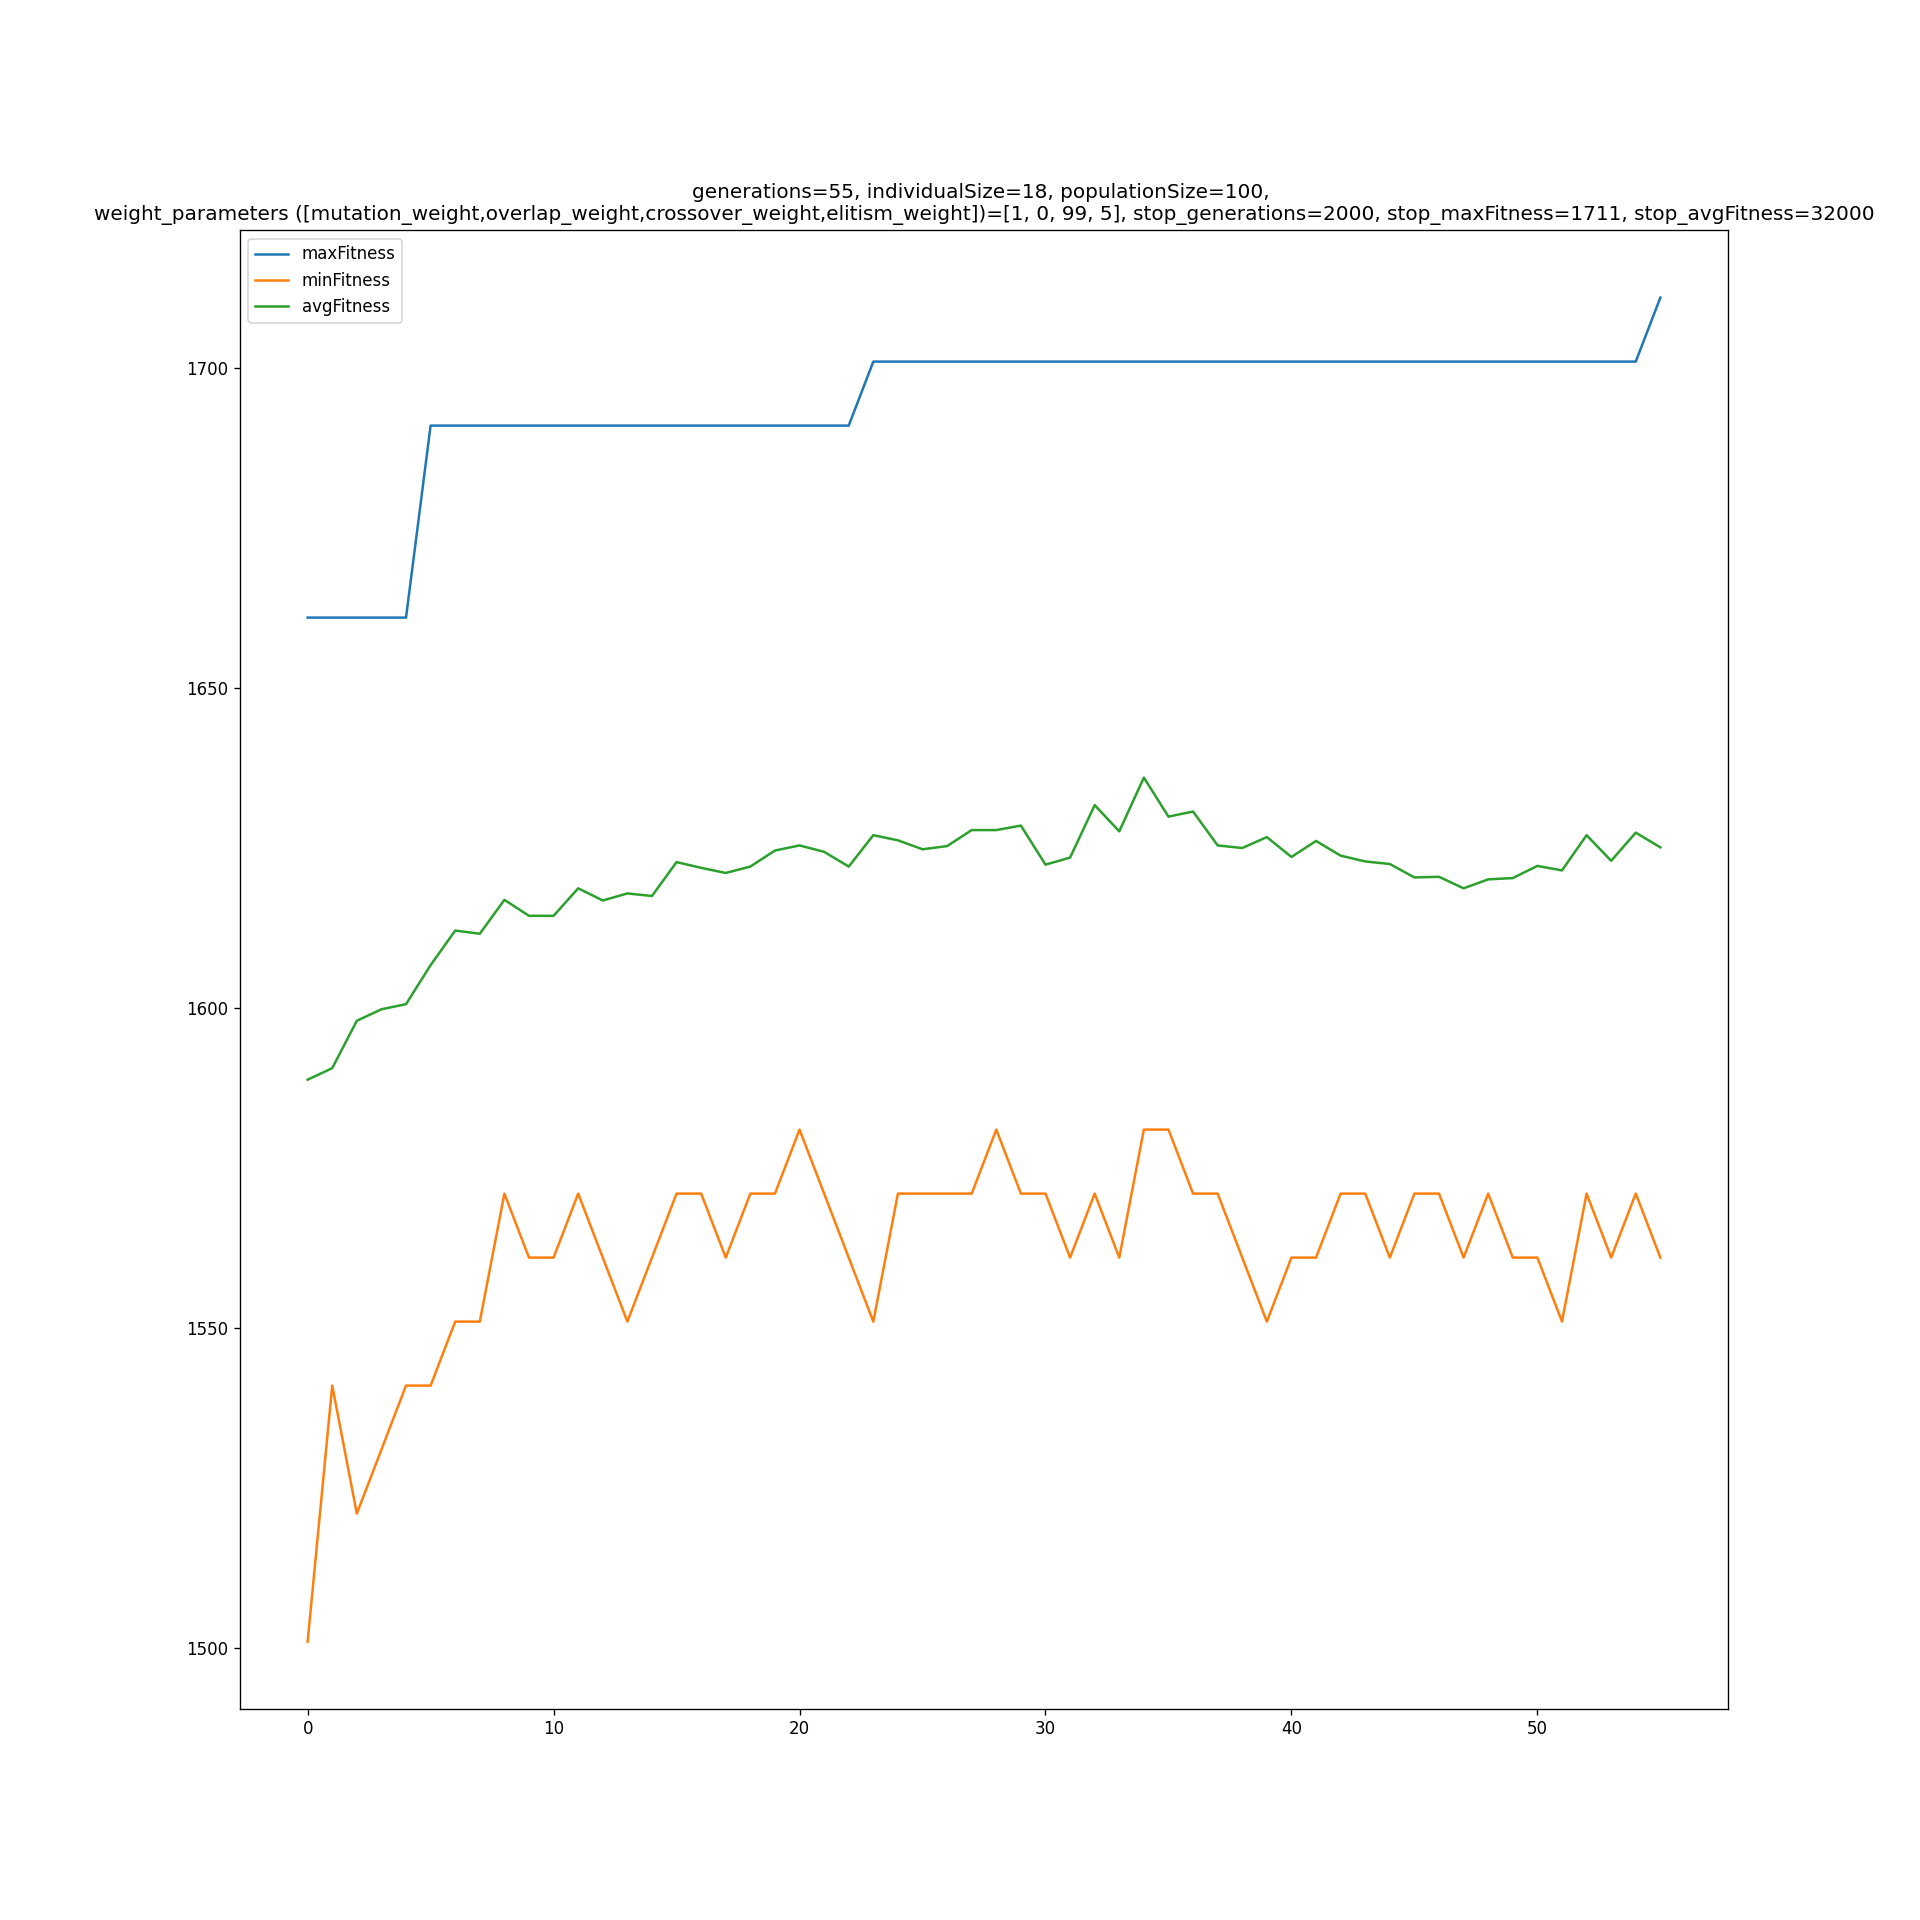 generations=55, individualSize=18, populationSize=100,
weight_parameters ([mutation_weight,overlap_weight,crossover_weight,elitism_weight])=[1, 0, 99, 5], stop_generations=2000, stop_maxFitness=1711, stop_avgFitness=32000
maxFitness
minFitness
avgFitness
1700
1650
1600
1550
1500
0 10 20 30 40 50